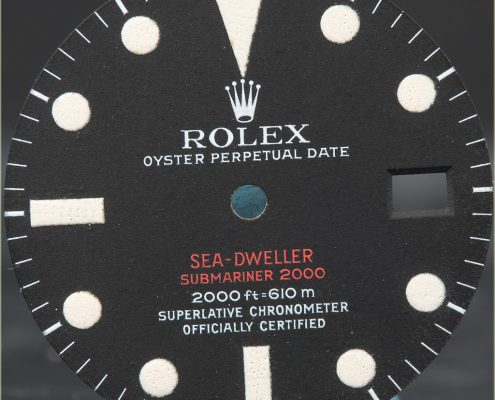 ROLEX
OYSTER PERPETUAL DATE
SEA-DWELLER
SUBMARINER 2000
2000 ft=610 m
SUPERLATIVE CHRONOMETER
OFFICIALLY CERTIFIED